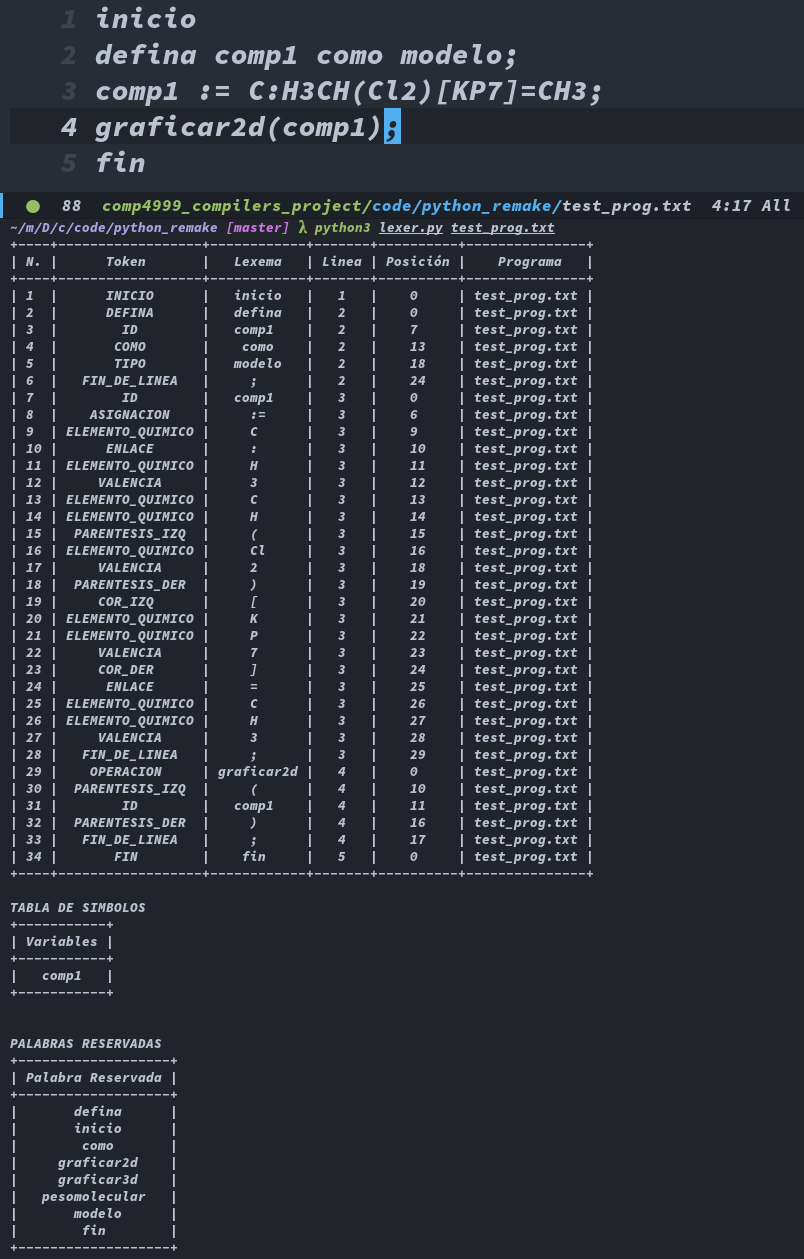 1 inicio
2 defina comp1 como modelo;
3 comp1 := C:H3CH(Cl2)[KP7]=CH3;
4 graficar2d(comp1);
5 fin
88 comp4999_compilers_project/code/python_remake/test_prog.txt 4:17 All
~/m/D/c/code/python_remake [master] λ python3 lexer.py test_prog.txt
+----+------------------+------------+-------+----------+---------------+
| N. | Token | Lexema | Linea | Posición | Programa |
+----+------------------+------------+-------+----------+---------------+
| 1 | INICIO | inicio | 1 | 0 | test_prog.txt |
| 2 | DEFINA | defina | 2 | 0 | test_prog.txt |
| 3 | ID | comp1 | 2 | 7 | test_prog.txt |
| 4 | COMO | como | 2 | 13 | test_prog.txt |
| 5 | TIPO | modelo | 2 | 18 | test_prog.txt |
| 6 | FIN_DE_LINEA | ; | 2 | 24 | test_prog.txt |
| 7 | ID | comp1 | 3 | 0 | test_prog.txt |
| 8 | ASIGNACION | := | 3 | 6 | test_prog.txt |
| 9 | ELEMENTO_QUIMICO | C | 3 | 9 | test_prog.txt |
| 10 | ENLACE | : | 3 | 10 | test_prog.txt |
| 11 | ELEMENTO_QUIMICO | H | 3 | 11 | test_prog.txt |
| 12 | VALENCIA | 3 | 3 | 12 | test_prog.txt |
| 13 | ELEMENTO_QUIMICO | C | 3 | 13 | test_prog.txt |
| 14 | ELEMENTO_QUIMICO | H | 3 | 14 | test_prog.txt |
| 15 | PARENTESIS_IZQ | ( | 3 | 15 | test_prog.txt |
| 16 | ELEMENTO_QUIMICO | Cl | 3 | 16 | test_prog.txt |
| 17 | VALENCIA | 2 | 3 | 18 | test_prog.txt |
| 18 | PARENTESIS_DER | ) | 3 | 19 | test_prog.txt |
| 19 | COR_IZQ | [ | 3 | 20 | test_prog.txt |
| 20 | ELEMENTO_QUIMICO | K | 3 | 21 | test_prog.txt |
| 21 | ELEMENTO_QUIMICO | P | 3 | 22 | test_prog.txt |
| 22 | VALENCIA | 7 | 3 | 23 | test_prog.txt |
| 23 | COR_DER | ] | 3 | 24 | test_prog.txt |
| 24 | ENLACE | = | 3 | 25 | test_prog.txt |
| 25 | ELEMENTO_QUIMICO | C | 3 | 26 | test_prog.txt |
| 26 | ELEMENTO_QUIMICO | H | 3 | 27 | test_prog.txt |
| 27 | VALENCIA | 3 | 3 | 28 | test_prog.txt |
| 28 | FIN_DE_LINEA | ; | 3 | 29 | test_prog.txt |
| 29 | OPERACION | graficar2d | 4 | 0 | test_prog.txt |
| 30 | PARENTESIS_IZQ | ( | 4 | 10 | test_prog.txt |
| 31 | ID | comp1 | 4 | 11 | test_prog.txt |
| 32 | PARENTESIS_DER | ) | 4 | 16 | test_prog.txt |
| 33 | FIN_DE_LINEA | ; | 4 | 17 | test_prog.txt |
| 34 | FIN | fin | 5 | 0 | test_prog.txt |
+----+------------------+------------+-------+----------+---------------+
TABLA DE SIMBOLOS
+-----------+
| Variables |
+-----------+
| comp1 |
+-----------+
PALABRAS RESERVADAS
+-------------------+
| Palabra Reservada |
+-------------------+
| defina |
| inicio |
| como |
| graficar2d |
| graficar3d |
| pesomolecular |
| modelo |
| fin |
+-------------------+